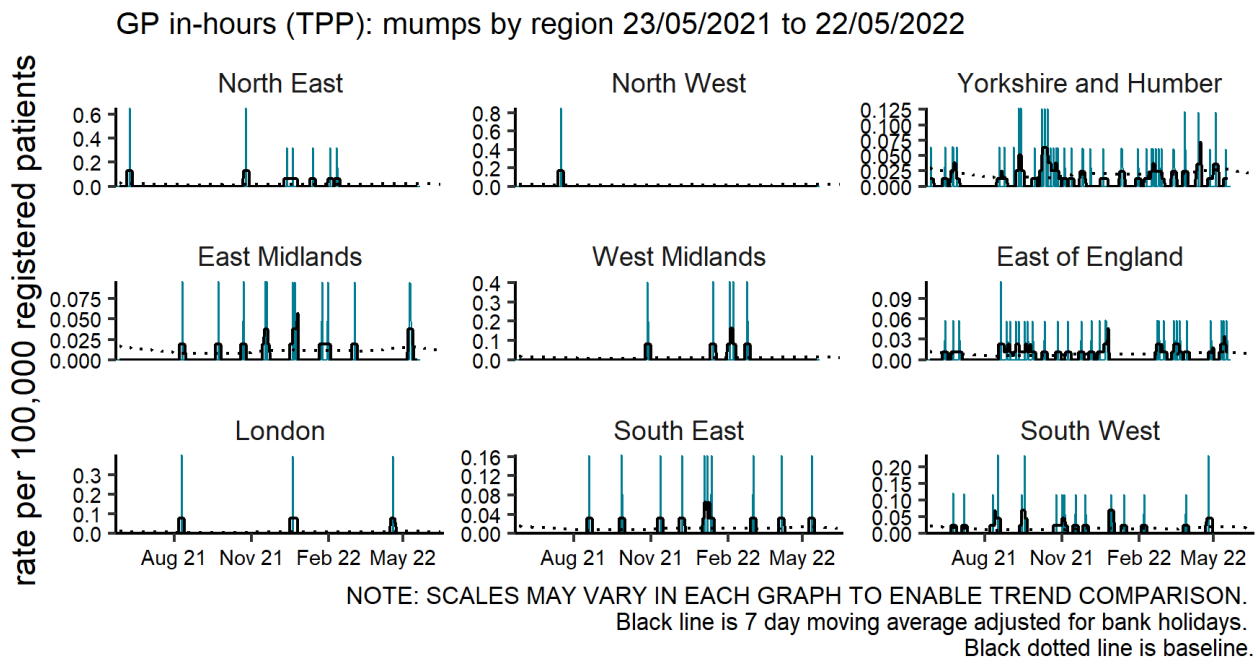 GP in-hours (TPP): mumps by region 23/05/2021 to 22/05/2022
rate per 100,000 registered patients
North East
0.6
0.4
0.2
0.0
North West
0.8
0.6
0.4
0.2
0.0
Yorkshire and Humber
0.125
0.100
0.075
0.050
0.025
0.000
East Midlands
0.075
0.050
0.025
0.000
West Midlands
0.4
0.3
0.2
0.1
0.0
East of England
0.09
0.06
0.03
0.00
London
0.3
0.2
0.1
0.0
South East
0.16
0.12
0.08
0.04
0.00
South West
0.20
0.15
0.10
0.05
0.00
Aug 21 Nov 21 Feb 22 May 22
Aug 21 Nov 21 Feb 22 May 22
Aug 21 Nov 21 Feb 22 May 22
NOTE: SCALES MAY VARY IN EACH GRAPH TO ENABLE TREND COMPARISON.
Black line is 7 day moving average adjusted for bank holidays.
Black dotted line is baseline.